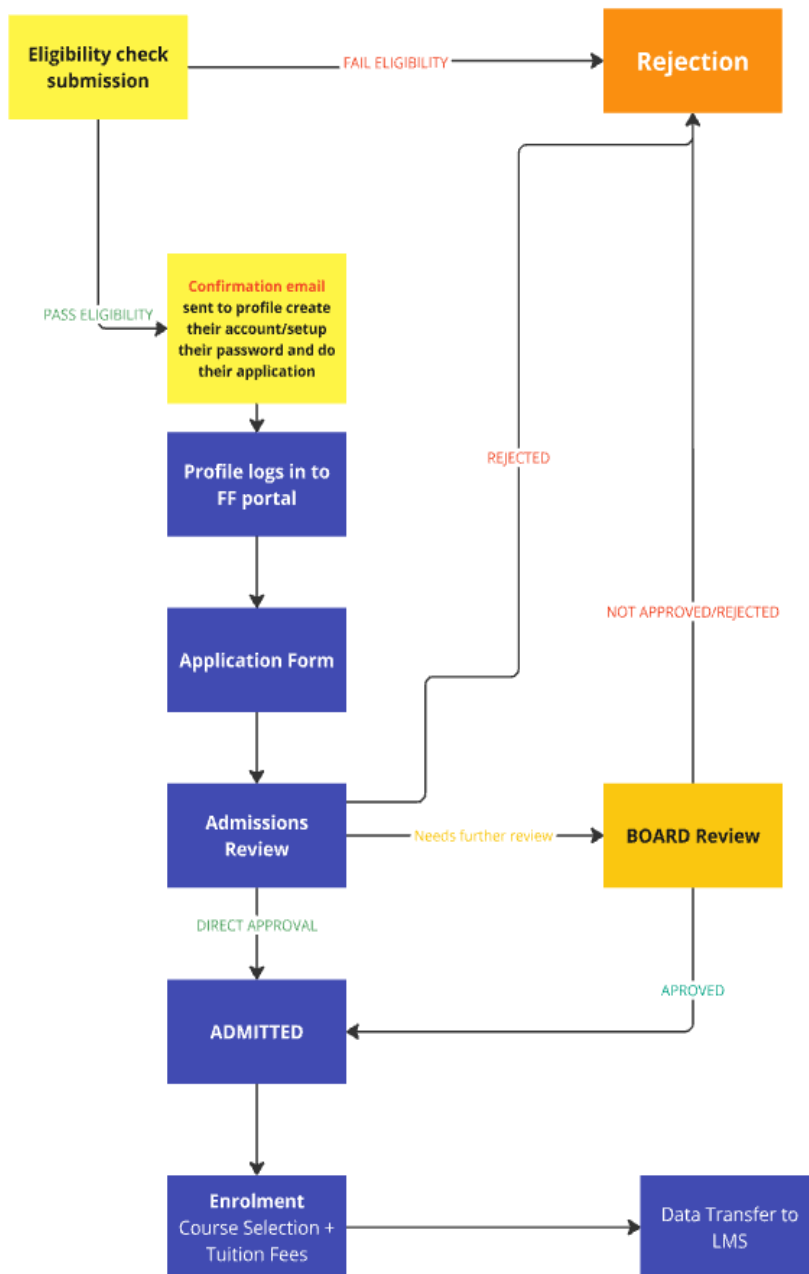 Eligibility check
submission
FAIL ELIGIBILITY
Rejection
PASS ELIGIBILITY
Confirmation email
sent to profile create
their account/setup
their password and do
their application
Profile logs in to
FF portal
REJECTED
NOT APPROVED/REJECTED
Application Form
Admissions
Review
Needs further review
BOARD Review
DIRECT APPROVAL
APROVED
ADMITTED
Enrolment
Course Selection +
Tuition Fees
Data Transfer to
LMS